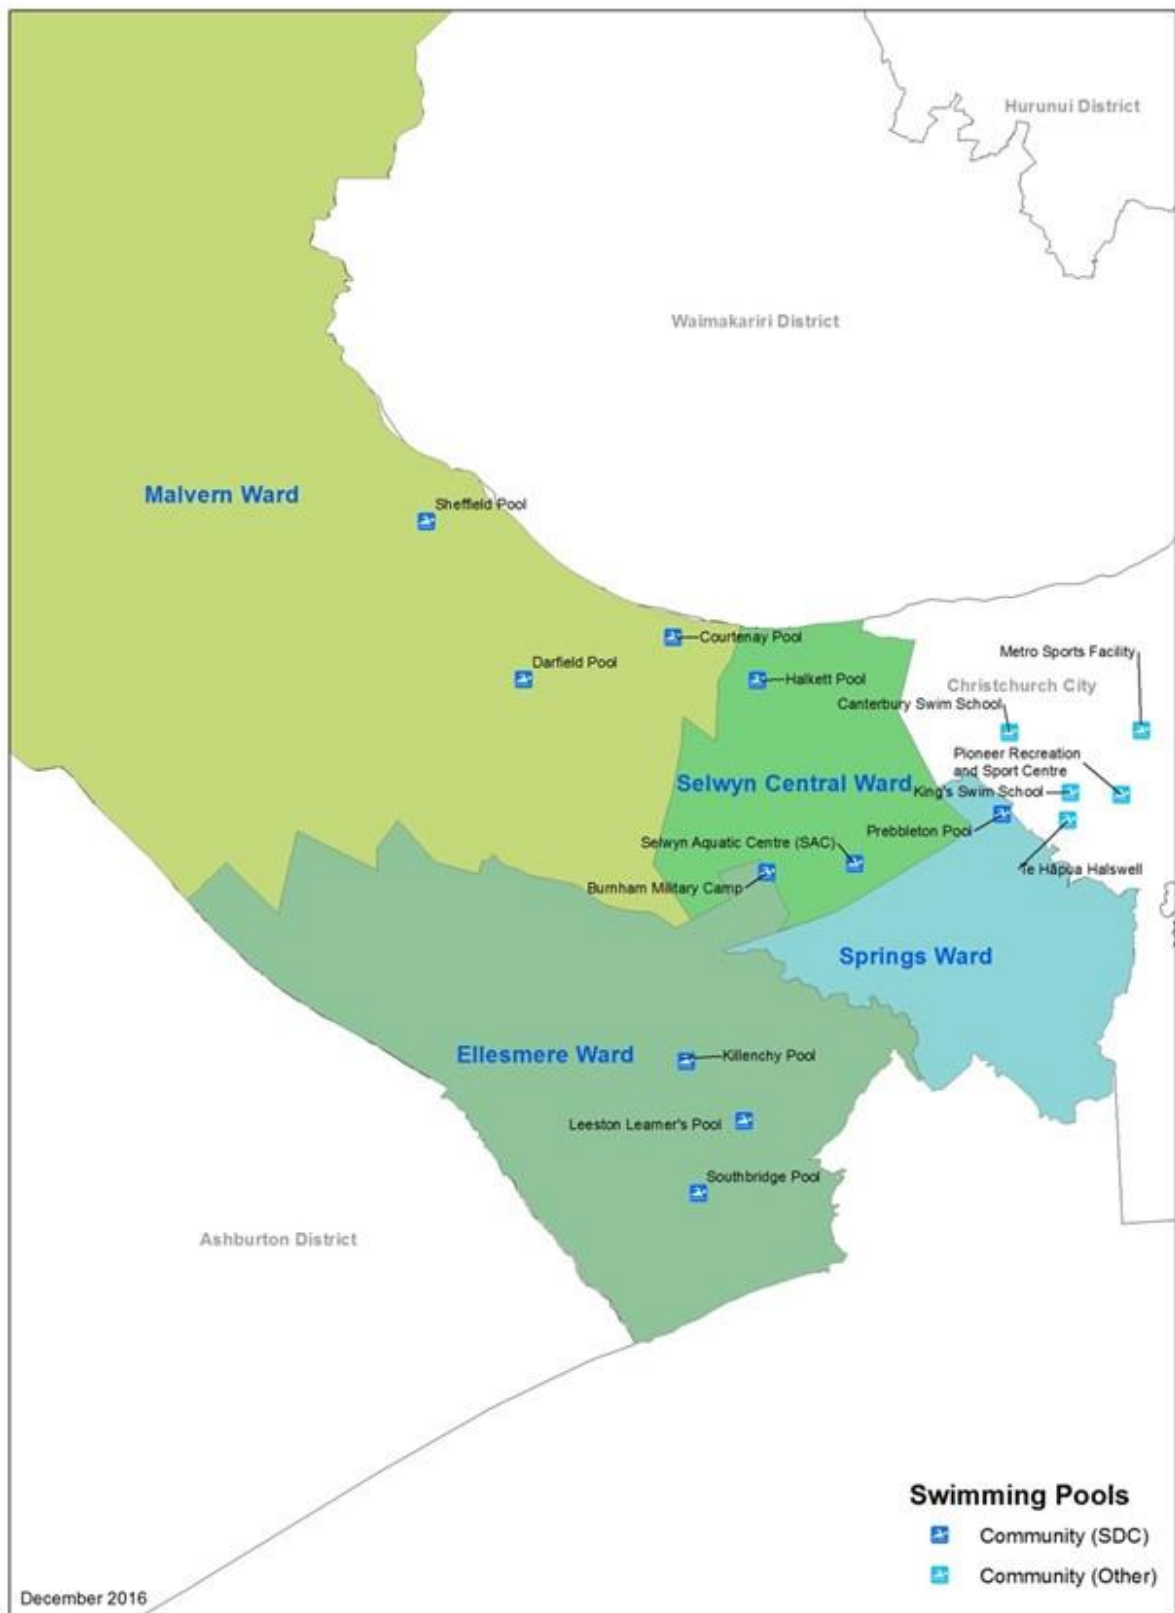 Hurunui District
Waimakariri District
Malvern Ward
Sheffield Pool
Courtenay Pool
Metro Sports Facility
Darfield Pool
Halkett Pool
Christchurch City
Canterbury Swim School
Pioneer Recreation
and Sport Centre
Selwyn Central Ward
King's Swim School
Prebbleton Pool
Selwyn Aquatic Centre (SAC)
Te Hāpua Halswell
Burnham Military Camp
Springs Ward
Ellesmere Ward
Killenchy Pool
Leeston Learner's Pool
Southbridge Pool
Ashburton District
Swimming Pools
Community (SDC)
Community (Other)
December 2016